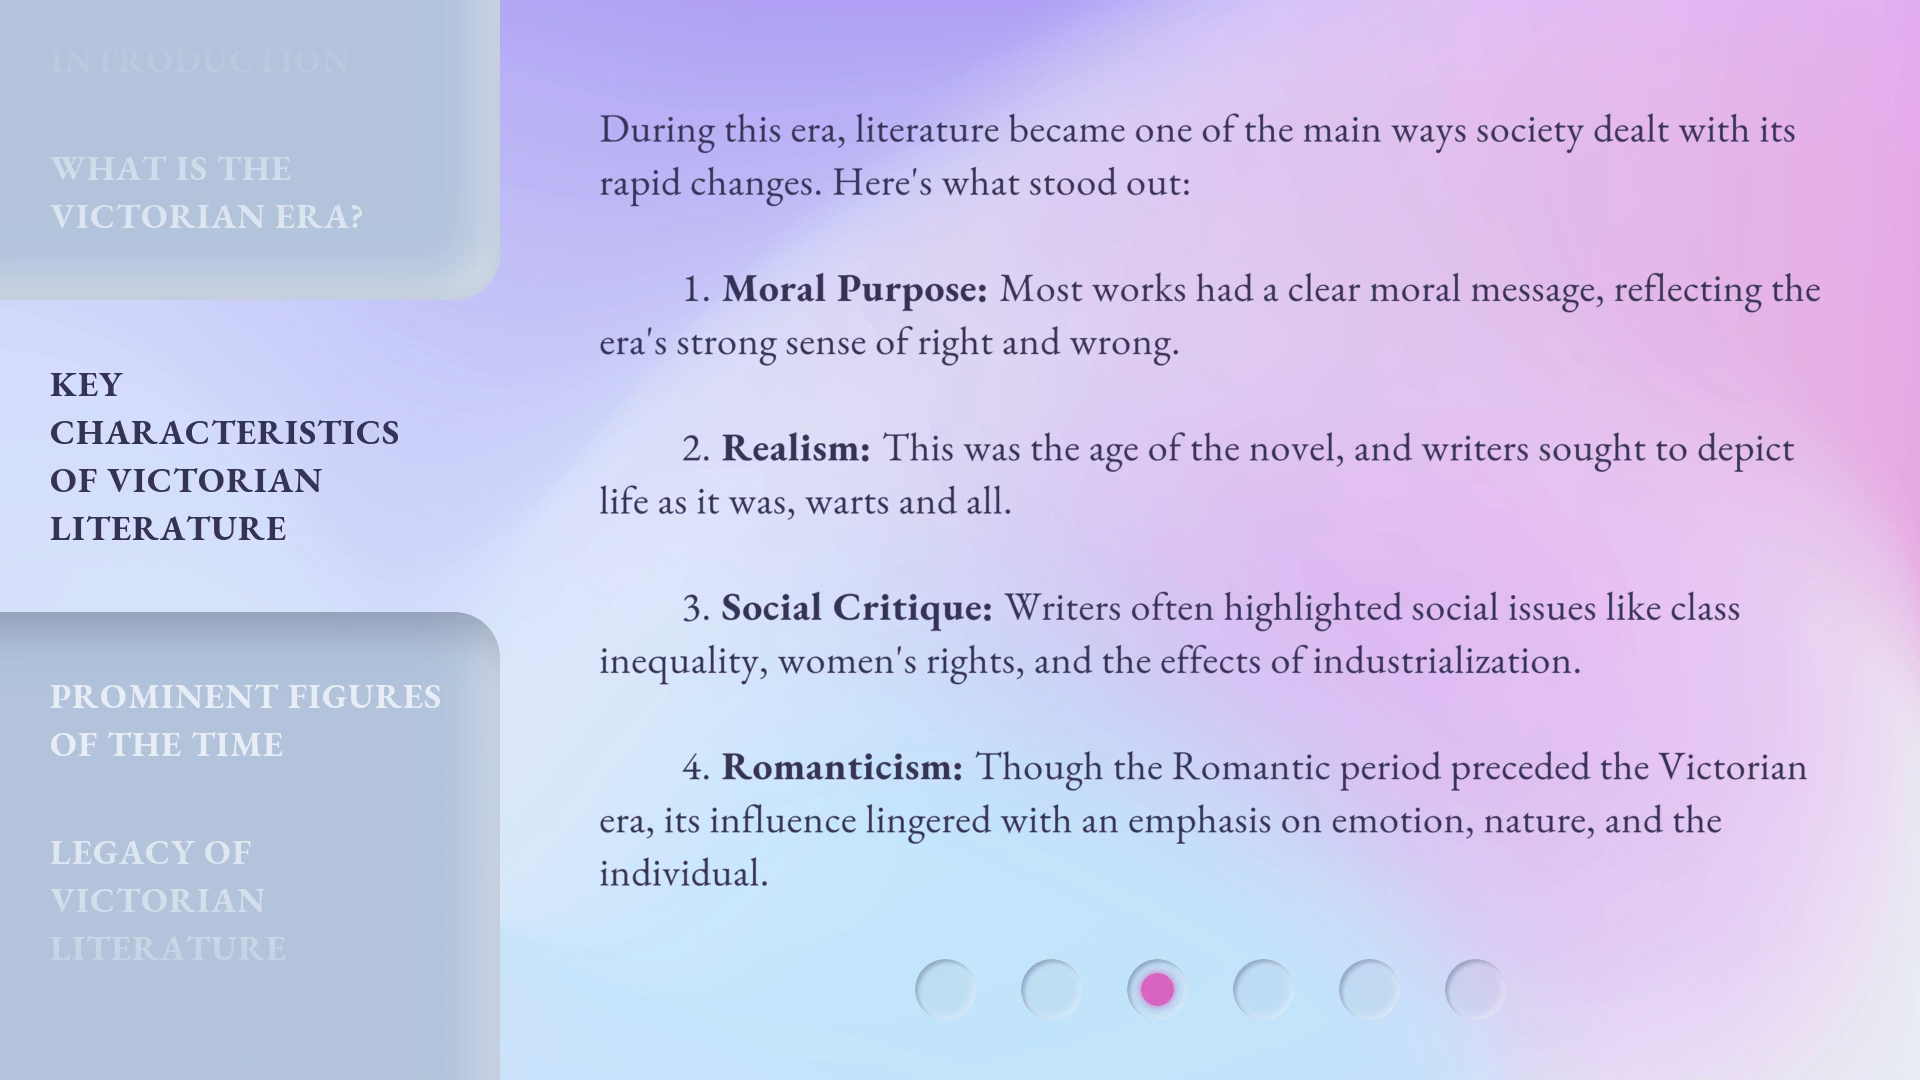 INTRODUCTION
WHAT IS THE
VICTORIAN ERA?
KEY
CHARACTERISTICS
OF VICTORIAN
LITERATURE
PROMINENT FIGURES
OF THE TIME
LEGACY OF
VICTORIAN
LITERATURE
CONCLUSION
During this era, literature became one of the main ways society dealt with its
rapid changes. Here's what stood out:
1. Moral Purpose: Most works had a clear moral message, reflecting the
era's strong sense of right and wrong.
2. Realism: This was the age of the novel, and writers sought to depict
life as it was, warts and all.
3. Social Critique: Writers often highlighted social issues like class
inequality, women's rights, and the effects of industrialization.
4. Romanticism: Though the Romantic period preceded the Victorian
era, its influence lingered with an emphasis on emotion, nature, and the
individual.